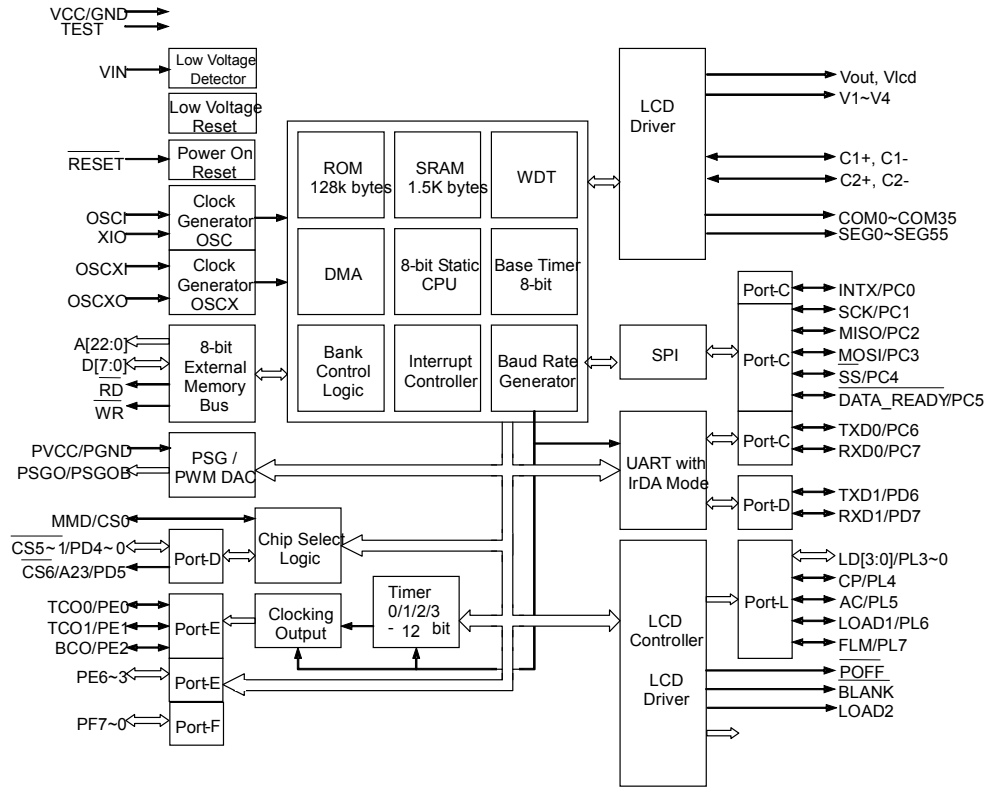 VCC/GND
TEST
VIN
Low Voltage
Detector
Low Voltage
Reset
RESET
Power On
Reset
OSCI
XIO
Clock
Generator
OSC
OSCXI
OSCXO
Clock
Generator
OSCX
A[22:0]
D[7:0]
RD
WR
8-bit
External
Memory
Bus
PVCC/PGND
PSGO/PSGOB
PSG /
PWM DAC
MMD/CS0
CS5~1/PD4~0
CS6/A23/PD5
Port-D
Chip Select
Logic
TCO0/PE0
TCO1/PE1
BCO/PE2
Port-E
Clocking
Output
Timer
0/1/2/3
- 12 bit
PE6~3
Port-E
PF7~0
Port-F
ROM
128k bytes
SRAM
1.5K bytes
WDT
DMA
8-bit Static
CPU
Base Timer
8-bit
Bank
Control
Logic
Interrupt
Controller
Baud Rate
Generator
LCD
Driver
Vout, Vlcd
V1~V4
C1+, C1-
C2+, C2-
COM0~COM35
SEG0~SEG55
SPI
Port-C
INTX/PC0
Port-C
SCK/PC1
MISO/PC2
MOSI/PC3
SS/PC4
DATA_READY/PC5
UART with
IrDA Mode
Port-C
TXD0/PC6
RXD0/PC7
Port-D
TXD1/PD6
RXD1/PD7
LCD
Controller
LCD
Driver
Port-L
LD[3:0]/PL3~0
CP/PL4
AC/PL5
LOAD1/PL6
FLM/PL7
POFF
BLANK
LOAD2